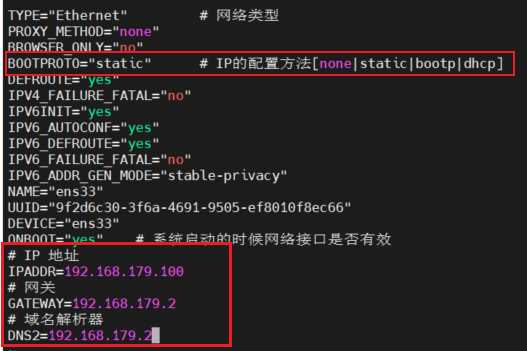 TYPE="Ethernet" # 网络类型
PROXY_METHOD="none"
BROWSER_ONLY="no"
BOOTPROTO="static" # IP的配置方法[none|static|bootp|dhcp]
DEFROUTE="yes"
IPV4_FAILURE_FATAL="no"
IPV6INIT="yes"
IPV6_AUTOCONF="yes"
IPV6_DEFROUTE="yes"
IPV6_FAILURE_FATAL="no"
IPV6_ADDR_GEN_MODE="stable-privacy"
NAME="ens33"
UUID="9f2d6c30-3f6a-4691-9505-ef8010f8ec66"
DEVICE="ens33"
ONBOOT="yes" # 系统启动的时候网络接口是否有效
# IP 地址
IPADDR=192.168.179.100
# 网关
GATEWAY=192.168.179.2
# 域名解析器
DNS2=192.168.179.2